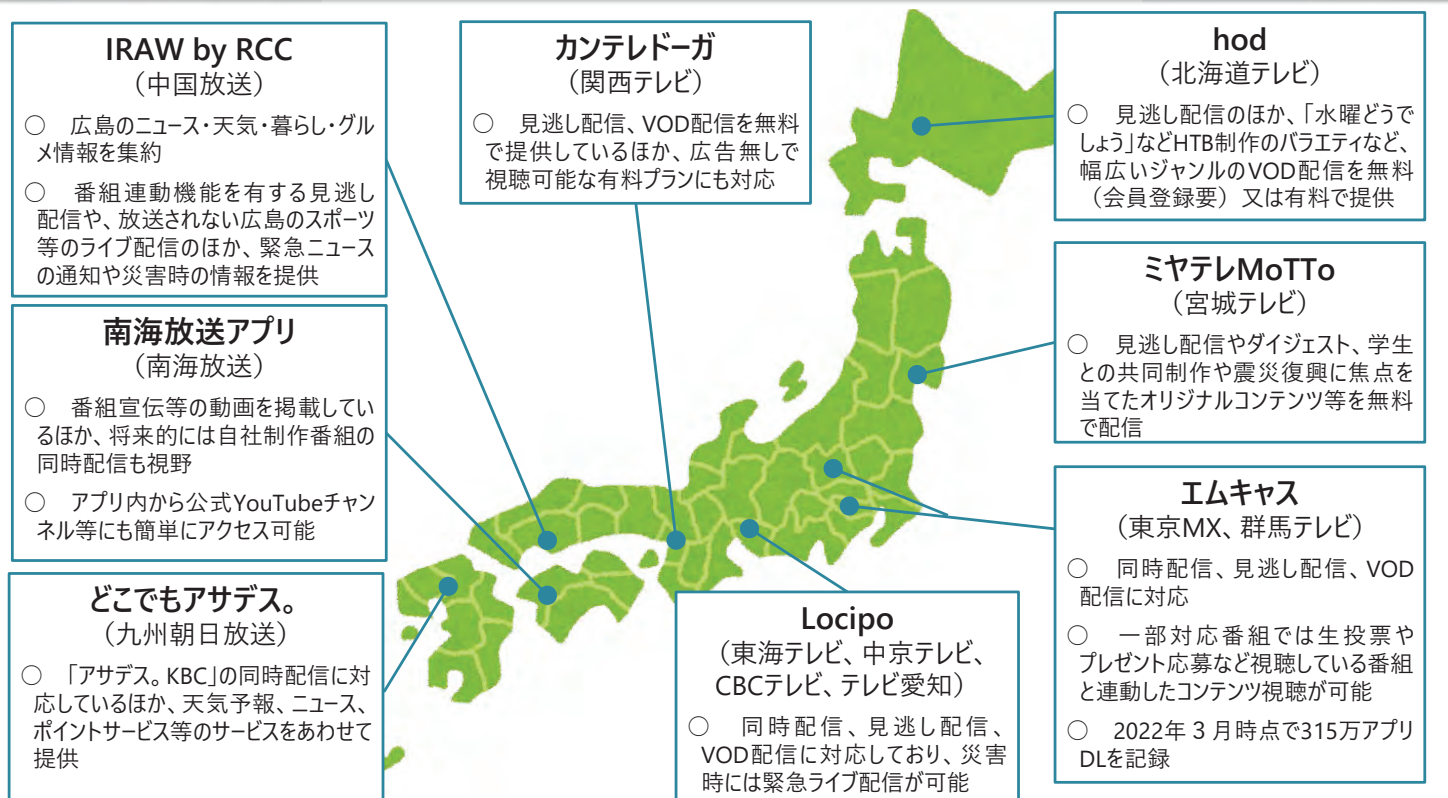 IRAW by RCC
（中国放送）
○　広島のニュース・天気・暮らし・グル
メ情報を集約
○　番組連動機能を有する見逃し
配信や、放送されない広島のスポーツ
等のライブ配信のほか、緊急ニュース
の通知や災害時の情報を提供
南海放送アプリ
（南海放送）
○　番組宣伝等の動画を掲載してい
るほか、将来的には自社制作番組の
同時配信も視野
○　アプリ内から公式YouTubeチャン
ネル等にも簡単にアクセス可能
どこでもアサデス。
（九州朝日放送）
○　「アサデス。KBC」の同時配信に対
応しているほか、天気予報、ニュース、
ポイントサービス等のサービスをあわせて
提供
カンテレドーガ
（関西テレビ）
○　見逃し配信、VOD配信を無料
で提供しているほか、広告無しで
視聴可能な有料プランにも対応
Locipo
（東海テレビ、中京テレビ、
CBCテレビ、テレビ愛知）
○　同時配信、見逃し配信、
VOD配信に対応しており、災害
時には緊急ライブ配信が可能
hod
（北海道テレビ）
○　見逃し配信のほか、「水曜どうで
しょう」などHTB制作のバラエティなど、
幅広いジャンルのVOD配信を無料
（会員登録要）又は有料で提供
ミヤテレMoTTo
（宮城テレビ）
○　見逃し配信やダイジェスト、学生
との共同制作や震災復興に焦点を
当てたオリジナルコンテンツ等を無料
で配信
エムキャス
（東京MX、群馬テレビ）
○　同時配信、見逃し配信、VOD
配信に対応
○　一部対応番組では生投票や
プレゼント応募など視聴している番組
と連動したコンテンツ視聴が可能
○　2022年３月時点で315万アプリ
DLを記録